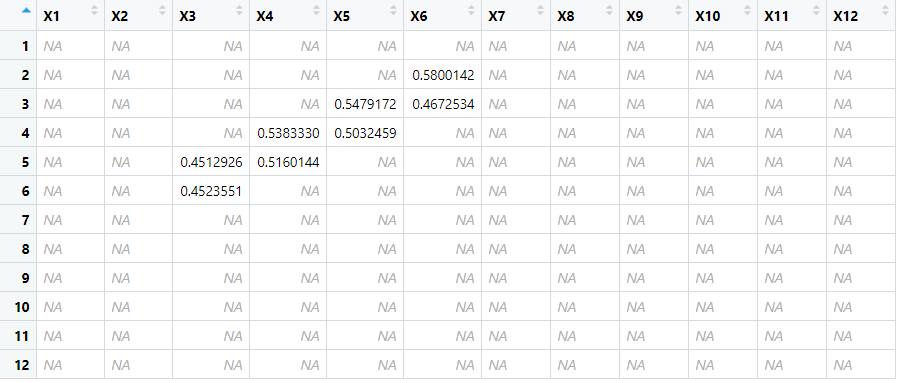 X1 X2 X3 X4 X5 X6 X7 X8 X9 X10 X11 X12
1 NA NA NA NA NA NA NA NA NA NA NA NA
2 NA NA NA NA NA 0.5800142 NA NA NA NA NA NA
3 NA NA NA NA 0.5479172 0.4672534 NA NA NA NA NA NA
4 NA NA NA 0.5383330 0.5032459 NA NA NA NA NA NA NA
5 NA NA 0.4512926 0.5160144 NA NA NA NA NA NA NA NA
6 NA NA 0.4523551 NA NA NA NA NA NA NA NA NA
7 NA NA NA NA NA NA NA NA NA NA NA NA
8 NA NA NA NA NA NA NA NA NA NA NA NA
9 NA NA NA NA NA NA NA NA NA NA NA NA
10 NA NA NA NA NA NA NA NA NA NA NA NA
11 NA NA NA NA NA NA NA NA NA NA NA NA
12 NA NA NA NA NA NA NA NA NA NA NA NA